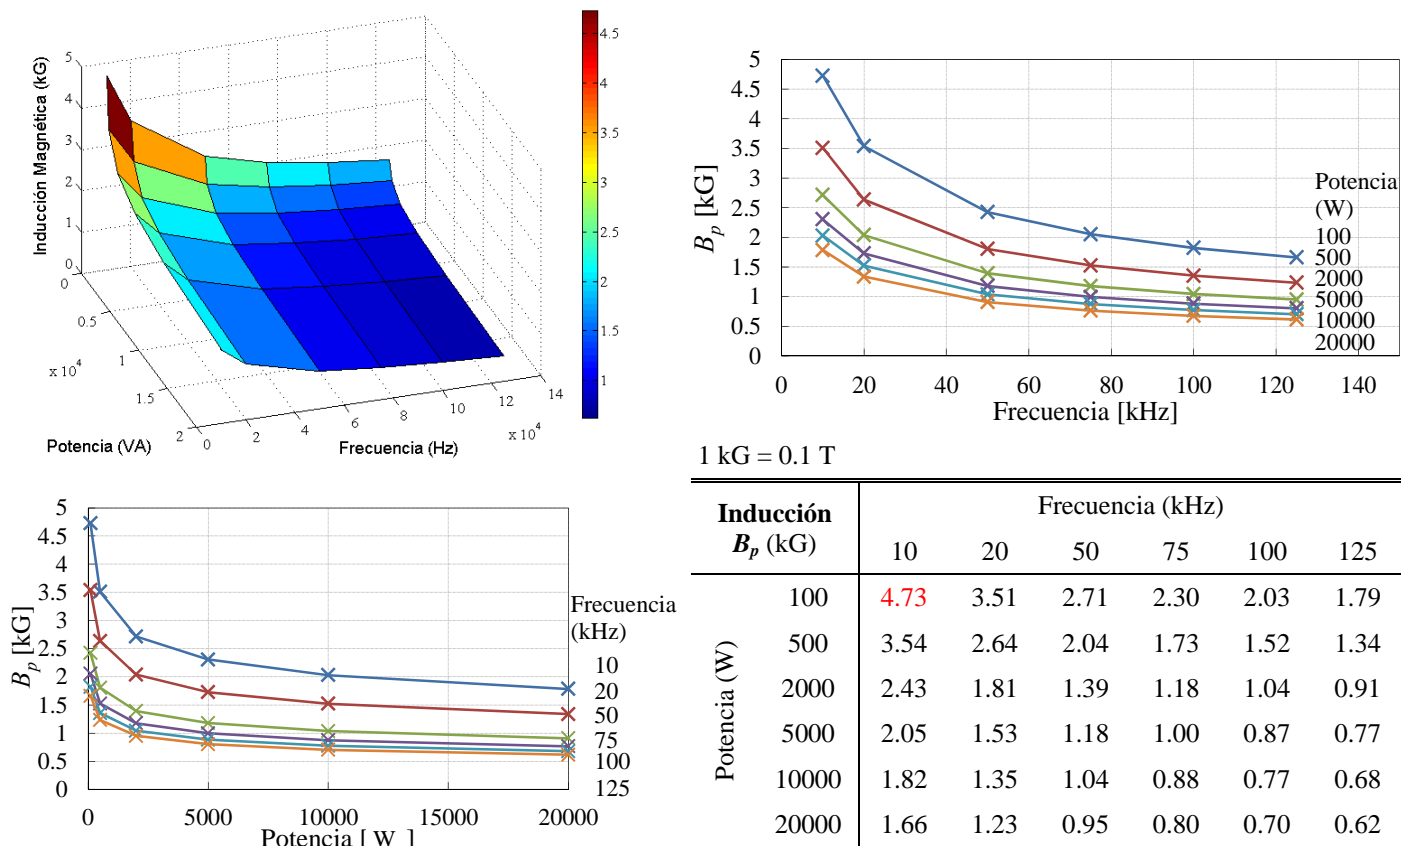 Inducción Magnética (kG)
5
4
3
2
1
0
0
0.5
1
1.5
2
x 10^4
Potencia (VA)
0
2
4
6
8
10
12
14
x 10^4
Frecuencia (Hz)
4.5
4
3.5
3
2.5
2
1.5
1
B_p [kG]
5
4.5
4
3.5
3
2.5
2
1.5
1
0.5
0
0 20 40 60 80 100 120 140
Frecuencia [kHz]
Potencia
(W)
100
500
2000
5000
10000
20000
B_p [kG]
5
4.5
4
3.5
3
2.5
2
1.5
1
0.5
0
0 5000 10000 15000 20000
Potencia [ W ]
Frecuencia
(kHz)
10
20
50
75
100
125
1 kG = 0.1 T
Inducción
B_p (kG)
Frecuencia (kHz)
10 20 50 75 100 125
Potencia (W)
100 4.73 3.51 2.71 2.30 2.03 1.79
500 3.54 2.64 2.04 1.73 1.52 1.34
2000 2.43 1.81 1.39 1.18 1.04 0.91
5000 2.05 1.53 1.18 1.00 0.87 0.77
10000 1.82 1.35 1.04 0.88 0.77 0.68
20000 1.66 1.23 0.95 0.80 0.70 0.62